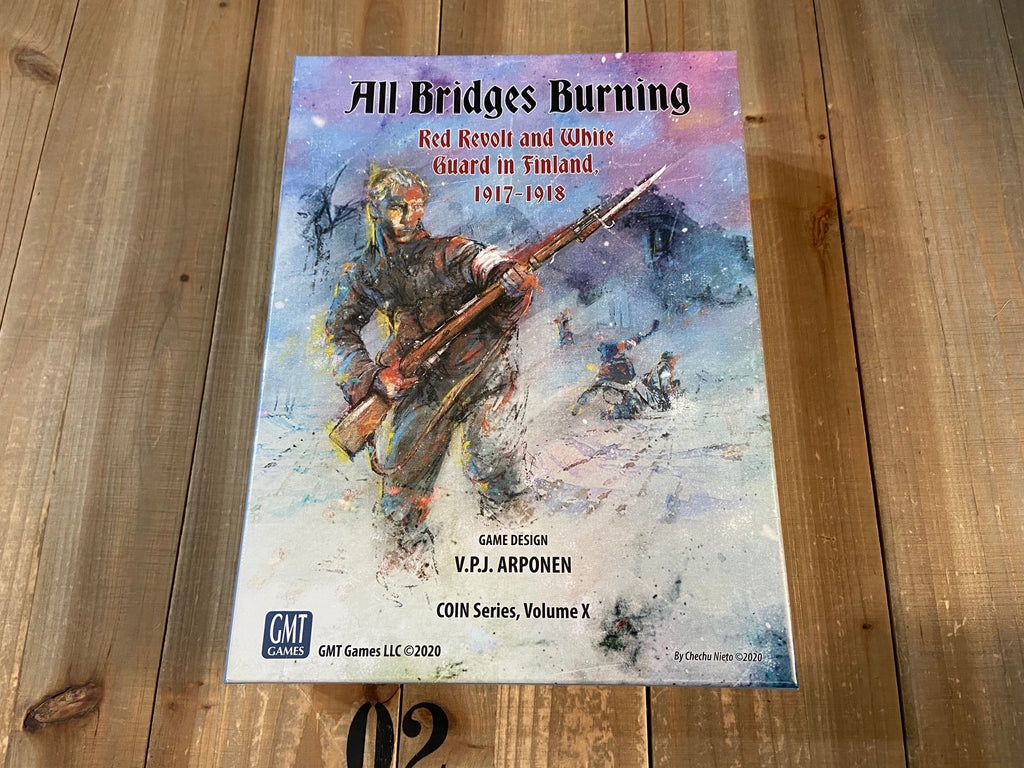 All Bridges Burning
Red Revolt and White
Guard in Finland,
1917-1918
GAME DESIGN
V.P.J. ARPONEN
COIN Series, Volume X
GMT
GAMES
GMT Games LLC ©2020
By Chechu Nieto ©2020
02